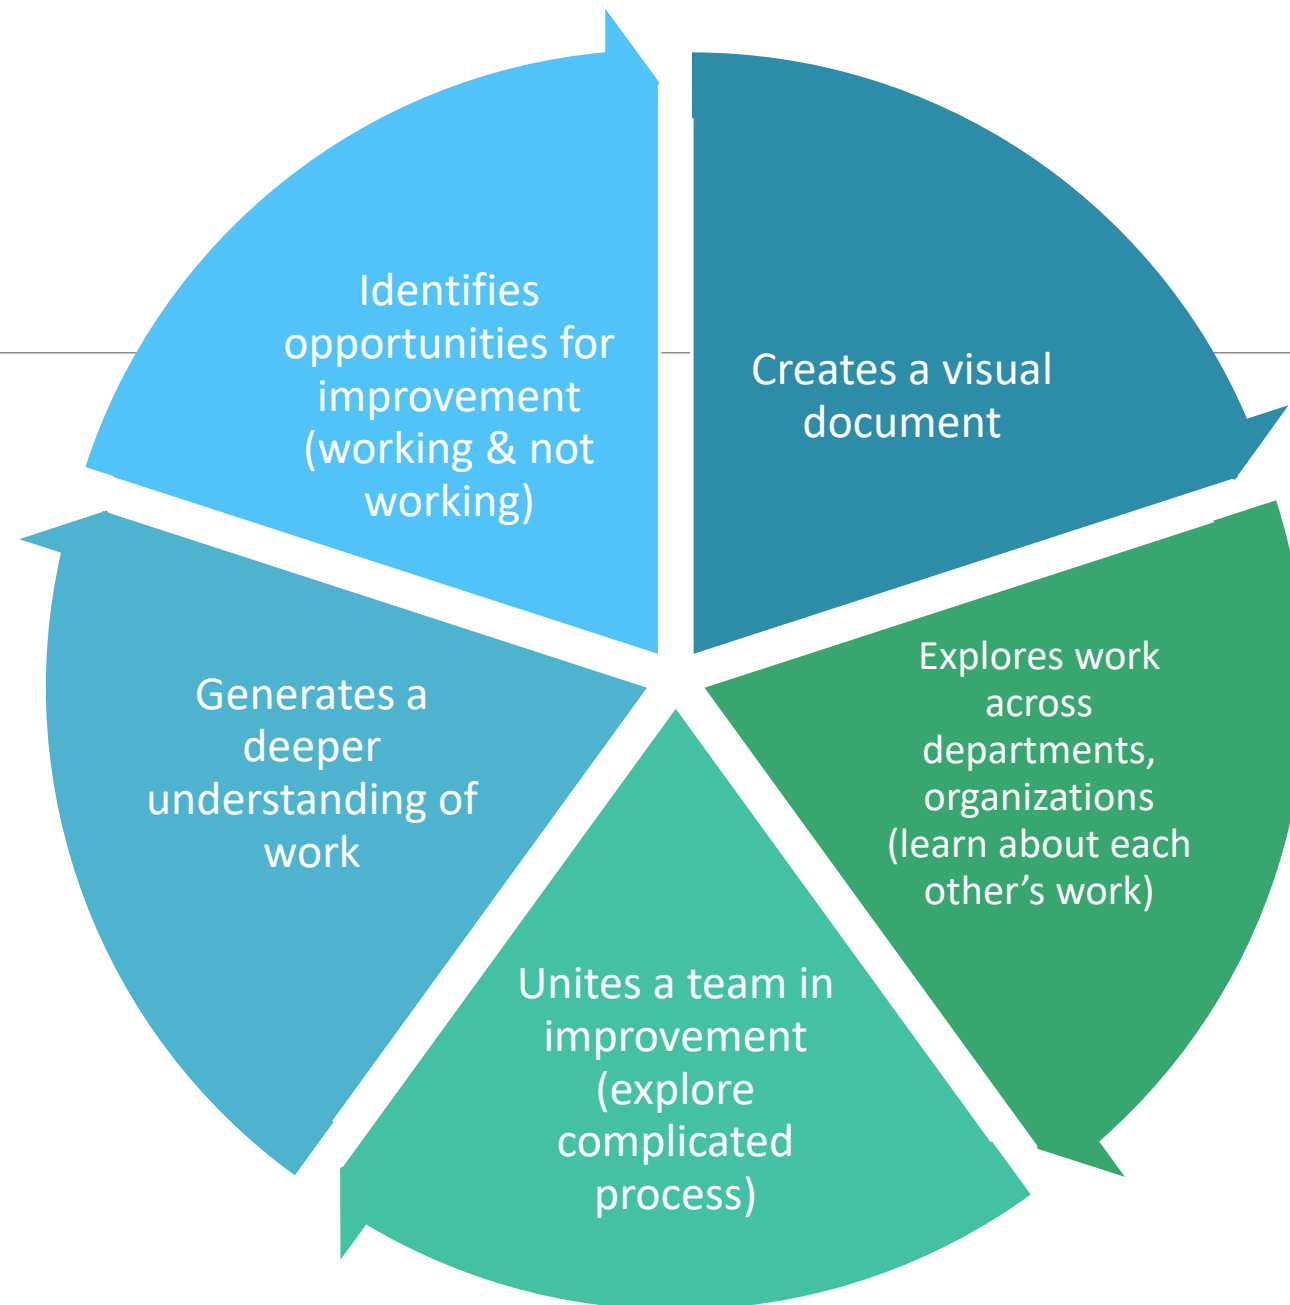 Creates a visual
document
Explores work
across
departments,
organizations
(learn about each
other’s work)
Unites a team in
improvement
(explore
complicated
process)
Generates a
deeper
understanding of
work
Identifies
opportunities for
improvement
(working & not
working)